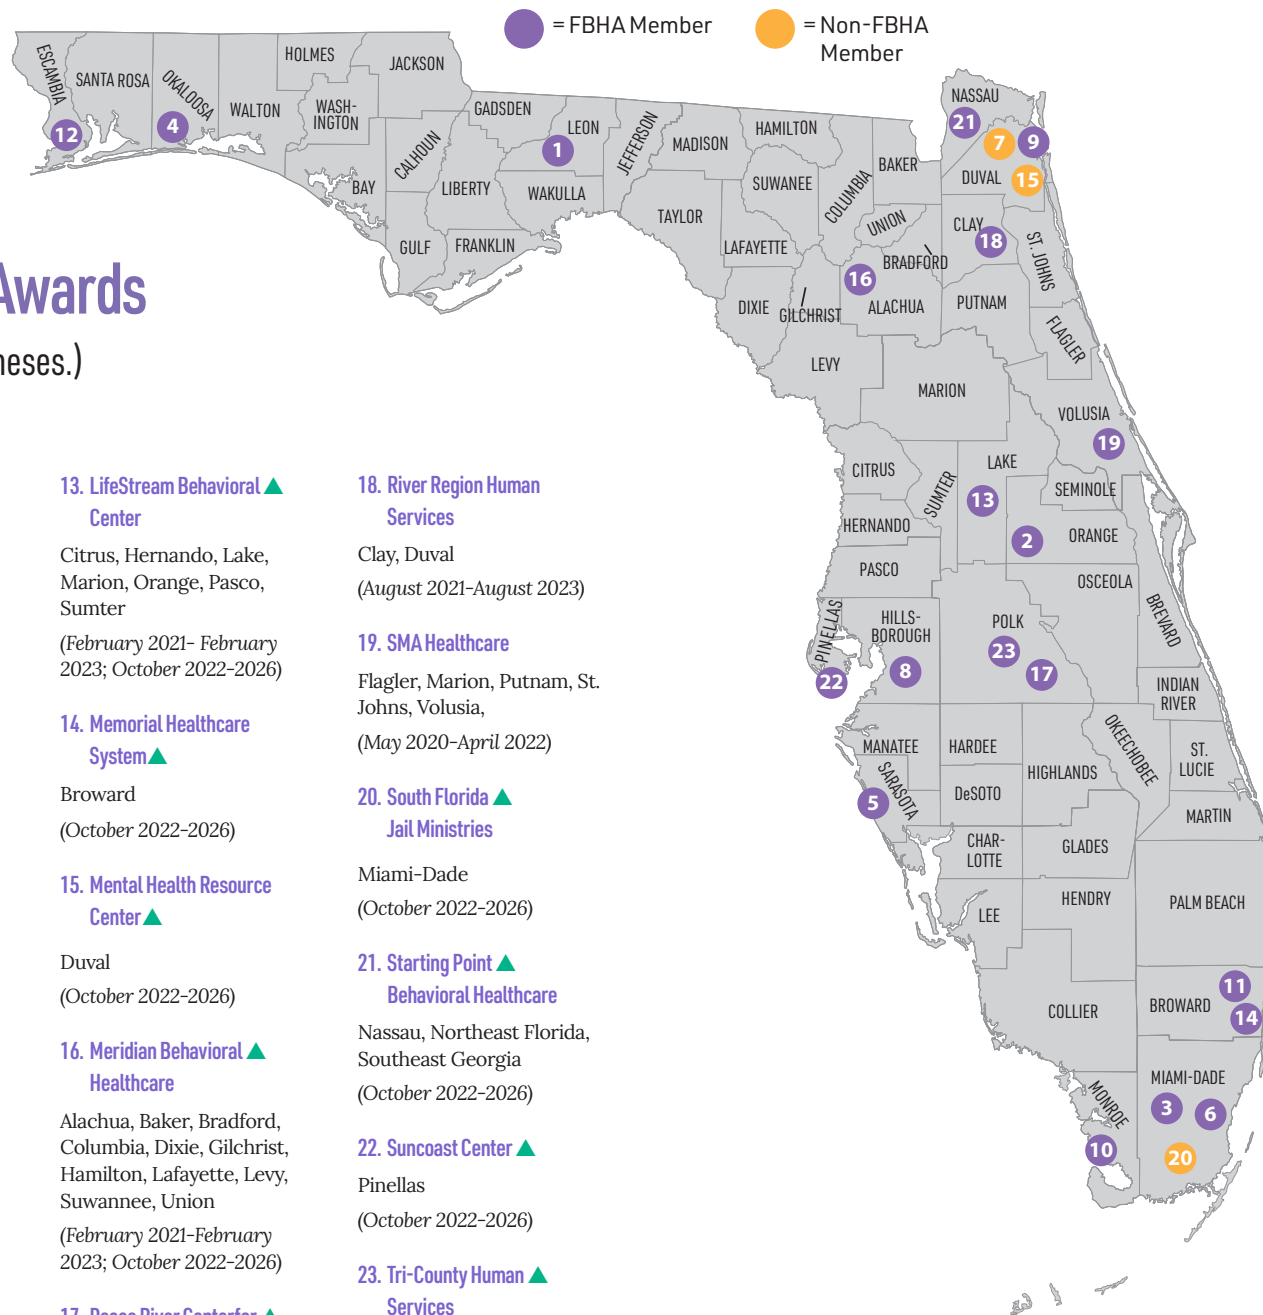 = FBHA Member
= Non-FBHA
Member
ESCAMBIA
SANTA ROSA
OKALOOSA
WALTON
HOLMES
WASH-
INGTON
JACKSON
BAY
CALHOUN
GULF
GADSDEN
LIBERTY
FRANKLIN
LEON
WAKULLA
JEFFERSON
MADISON
TAYLOR
HAMILTON
SUWANEE
LAFAYETTE
DIXIE
COLUMBIA
GILCHRIST
BAKER
UNION
BRADFORD
ALACHUA
LEVY
NASSAU
DUVAL
CLAY
ST. JOHNS
PUTNAM
FLAGLER
MARION
VOLUSIA
CITRUS
SUMTER
LAKE
SEMINOLE
HERNANDO
ORANGE
PASCO
OSCEOLA
BREVARD
PINELLAS
HILLS-
BOROUGH
POLK
INDIAN
RIVER
MANATEE
HARDEE
HIGHLANDS
OKEECHOBEE
ST.
LUCIE
SARASOTA
DeSOTO
MARTIN
CHAR-
LOTTE
GLADES
LEE
HENDRY
PALM BEACH
COLLIER
BROWARD
MONROE
MIAMI-DADE
12
4
1
21
7
9
15
18
16
19
13
2
23
17
8
22
5
11
14
3
6
10
20
Awards
heses.)
13. LifeStream Behavioral
Center
Citrus, Hernando, Lake,
Marion, Orange, Pasco,
Sumter
(February 2021- February
2023; October 2022-2026)
14. Memorial Healthcare
System
Broward
(October 2022-2026)
15. Mental Health Resource
Center
Duval
(October 2022-2026)
16. Meridian Behavioral
Healthcare
Alachua, Baker, Bradford,
Columbia, Dixie, Gilchrist,
Hamilton, Lafayette, Levy,
Suwannee, Union
(February 2021-February
2023; October 2022-2026)
17. Peace River Center for
18. River Region Human
Services
Clay, Duval
(August 2021-August 2023)
19. SMA Healthcare
Flagler, Marion, Putnam, St.
Johns, Volusia,
(May 2020-April 2022)
20. South Florida
Jail Ministries
Miami-Dade
(October 2022-2026)
21. Starting Point
Behavioral Healthcare
Nassau, Northeast Florida,
Southeast Georgia
(October 2022-2026)
22. Suncoast Center
Pinellas
(October 2022-2026)
23. Tri-County Human
Services